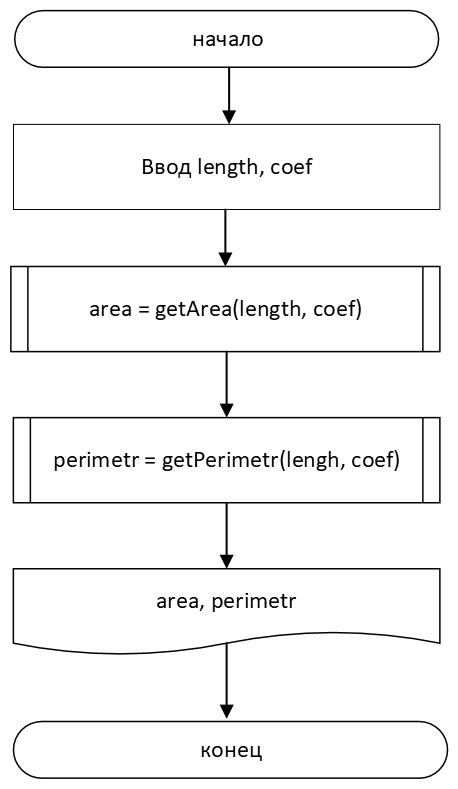 начало
Ввод length, coef
area = getArea(length, coef)
perimetr = getPerimetr(lengh, coef)
area, perimetr
конец